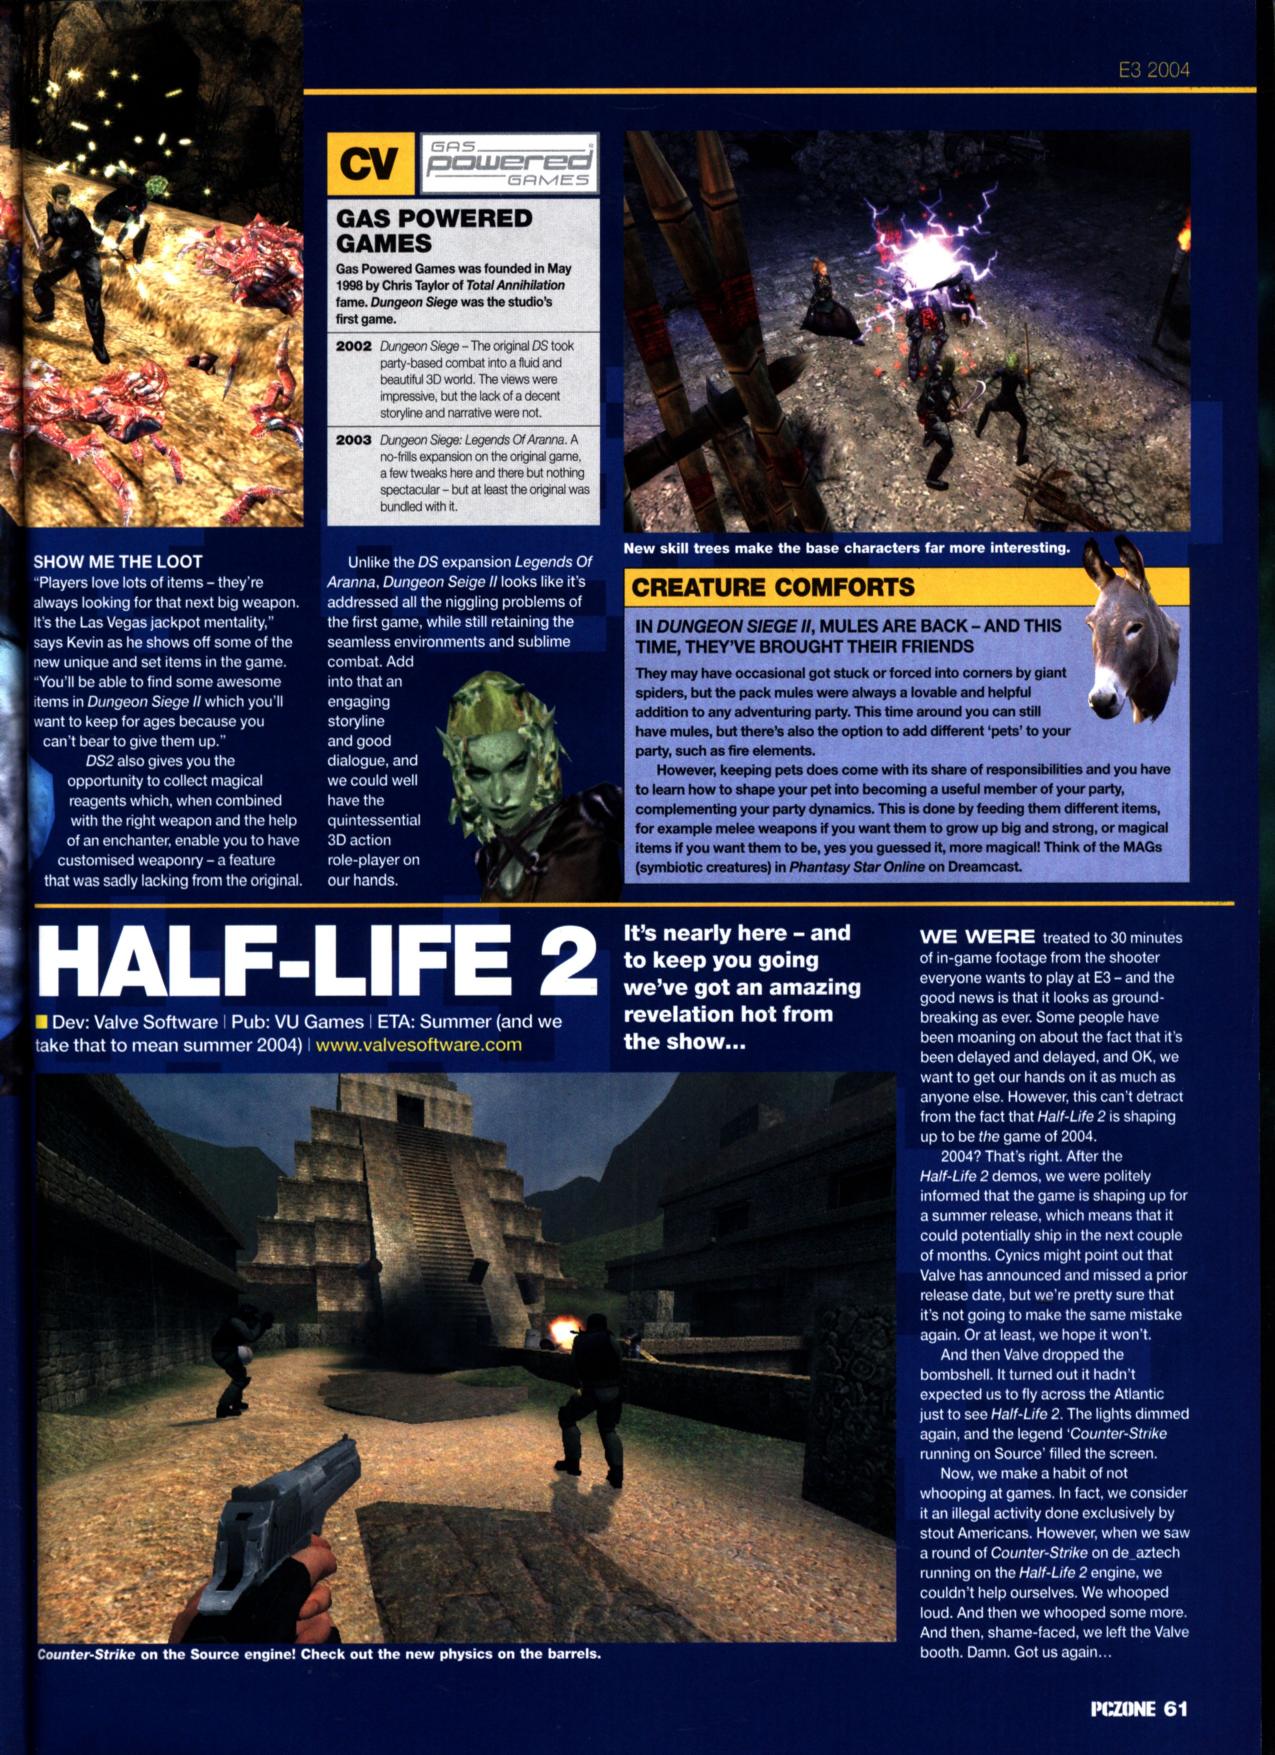 E3 2004
CV
GAS
powered
GAMES
GAS POWERED
GAMES
Gas Powered Games was founded in May
1998 by Chris Taylor of Total Annihilation
fame. Dungeon Siege was the studio's
first game.
2002 Dungeon Siege – The original DS took
party-based combat into a fluid and
beautiful 3D world. The views were
impressive, but the lack of a decent
storyline and narrative were not.
2003 Dungeon Siege: Legends Of Aranna. A
no-frills expansion on the original game,
a few tweaks here and there but nothing
spectacular – but at least the original was
bundled with it.
New skill trees make the base characters far more interesting.
SHOW ME THE LOOT
"Players love lots of items – they're
always looking for that next big weapon.
It's the Las Vegas jackpot mentality,"
says Kevin as he shows off some of the
new unique and set items in the game.
"You'll be able to find some awesome
items in Dungeon Siege II which you'll
want to keep for ages because you
can't bear to give them up."
DS2 also gives you the
opportunity to collect magical
reagents which, when combined
with the right weapon and the help
of an enchanter, enable you to have
customised weaponry – a feature
that was sadly lacking from the original.
Unlike the DS expansion Legends Of
Aranna, Dungeon Seige II looks like it's
addressed all the niggling problems of
the first game, while still retaining the
seamless environments and sublime
combat. Add
into that an
engaging
storyline
and good
dialogue, and
we could well
have the
quintessential
3D action
role-player on
our hands.
CREATURE COMFORTS
IN DUNGEON SIEGE II, MULES ARE BACK – AND THIS
TIME, THEY'VE BROUGHT THEIR FRIENDS
They may have occasional got stuck or forced into corners by giant
spiders, but the pack mules were always a lovable and helpful
addition to any adventuring party. This time around you can still
have mules, but there's also the option to add different 'pets' to your
party, such as fire elements.
However, keeping pets does come with its share of responsibilities and you have
to learn how to shape your pet into becoming a useful member of your party,
complementing your party dynamics. This is done by feeding them different items,
for example melee weapons if you want them to grow up big and strong, or magical
items if you want them to be, yes you guessed it, more magical! Think of the MAGs
(symbiotic creatures) in Phantasy Star Online on Dreamcast.
HALF-LIFE 2
Dev: Valve Software | Pub: VU Games | ETA: Summer (and we
take that to mean summer 2004) | www.valvesoftware.com
It's nearly here – and
to keep you going
we've got an amazing
revelation hot from
the show...
WE WERE treated to 30 minutes
of in-game footage from the shooter
everyone wants to play at E3 – and the
good news is that it looks as ground-
breaking as ever. Some people have
been moaning on about the fact that it's
been delayed and delayed, and OK, we
want to get our hands on it as much as
anyone else. However, this can't detract
from the fact that Half-Life 2 is shaping
up to be the game of 2004.
2004? That's right. After the
Half-Life 2 demos, we were politely
informed that the game is shaping up for
a summer release, which means that it
could potentially ship in the next couple
of months. Cynics might point out that
Valve has announced and missed a prior
release date, but we're pretty sure that
it's not going to make the same mistake
again. Or at least, we hope it won't.
And then Valve dropped the
bombshell. It turned out it hadn't
expected us to fly across the Atlantic
just to see Half-Life 2. The lights dimmed
again, and the legend 'Counter-Strike
running on Source' filled the screen.
Now, we make a habit of not
whooping at games. In fact, we consider
it an illegal activity done exclusively by
stout Americans. However, when we saw
a round of Counter-Strike on de_aztech
running on the Half-Life 2 engine, we
couldn't help ourselves. We whooped
loud. And then we whooped some more.
And then, shame-faced, we left the Valve
booth. Damn. Got us again...
Counter-Strike on the Source engine! Check out the new physics on the barrels.
PCZONE 61